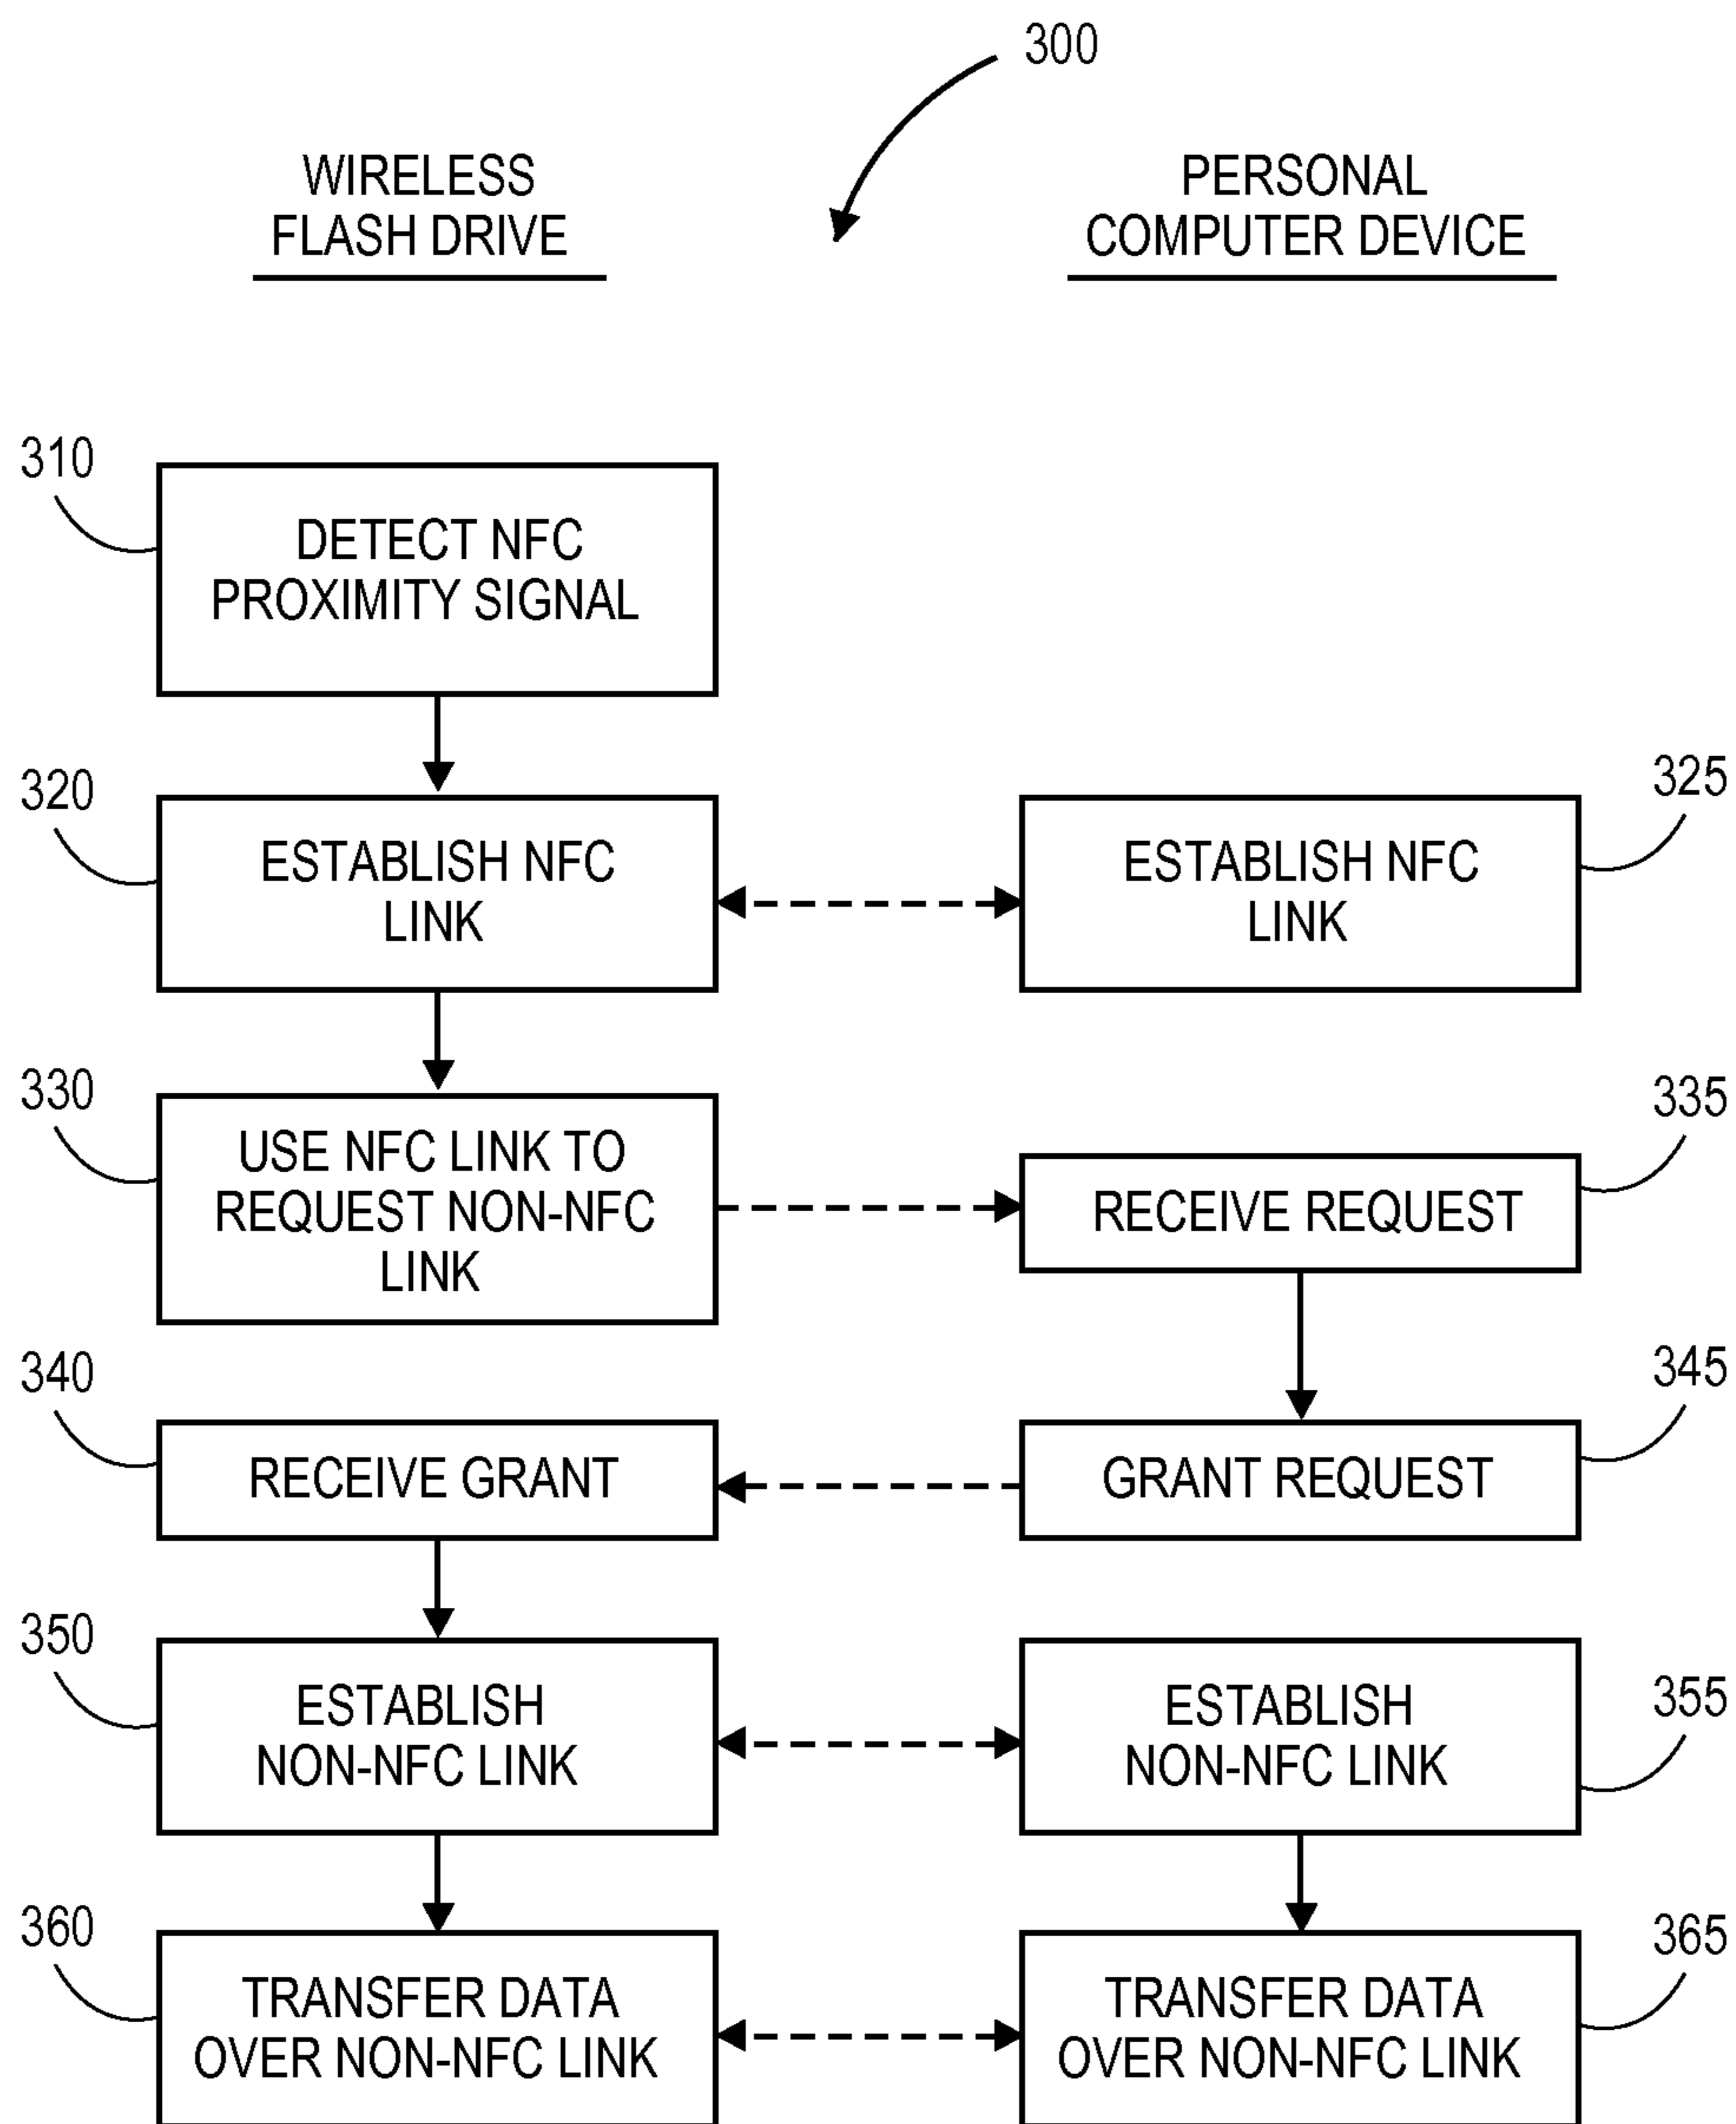 300
WIRELESS
FLASH DRIVE
PERSONAL
COMPUTER DEVICE
310
DETECT NFC
PROXIMITY SIGNAL
320
ESTABLISH NFC
LINK
325
ESTABLISH NFC
LINK
330
USE NFC LINK TO
REQUEST NON-NFC
LINK
335
RECEIVE REQUEST
340
RECEIVE GRANT
345
GRANT REQUEST
350
ESTABLISH
NON-NFC LINK
355
ESTABLISH
NON-NFC LINK
360
TRANSFER DATA
OVER NON-NFC LINK
365
TRANSFER DATA
OVER NON-NFC LINK